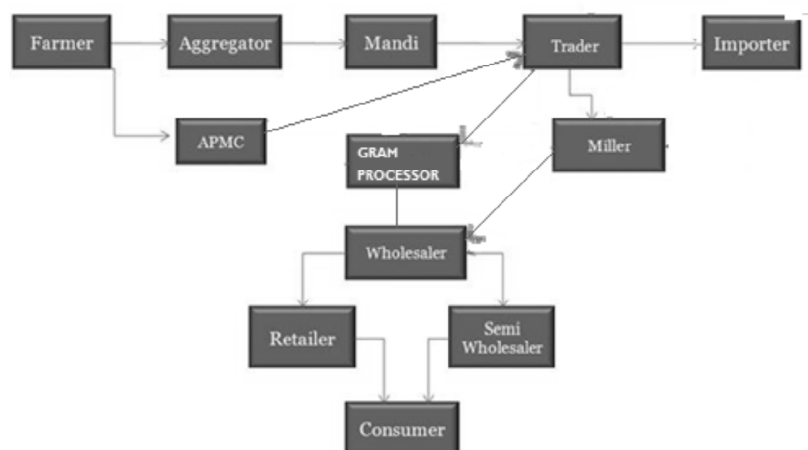 Farmer
Aggregator
Mandi
Trader
Importer
APMC
GRAM
PROCESSOR
Miller
Wholesaler
Retailer
Semi
Wholesaler
Consumer